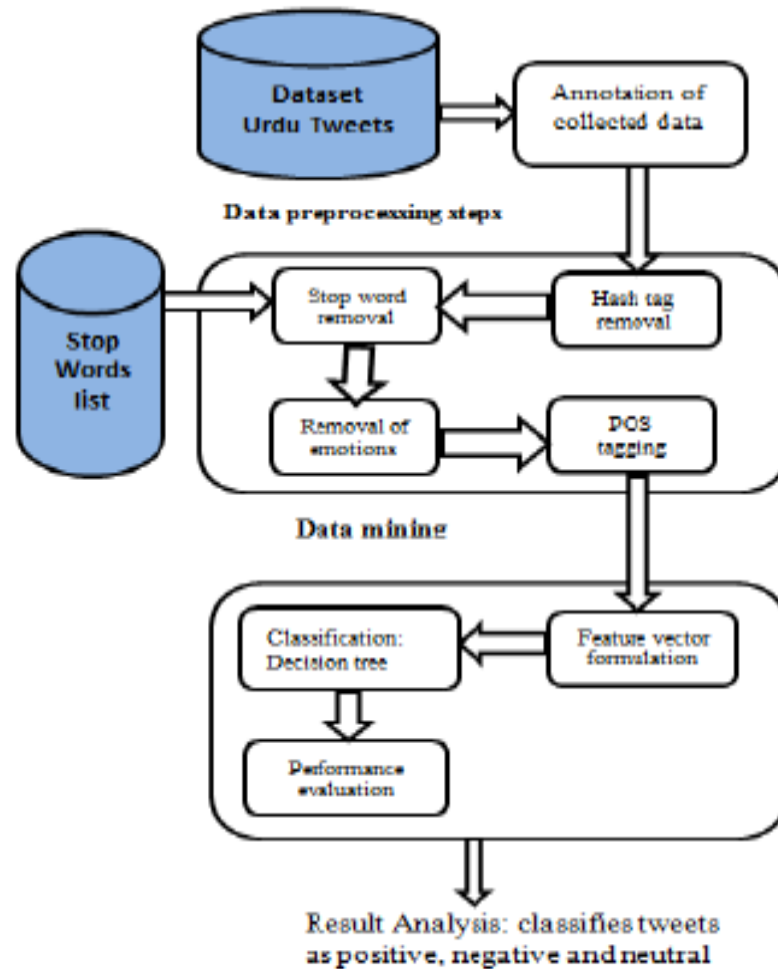 Dataset
Urdu Tweets
Annotation of
collected data
Data preprocessing steps
Stop
Words
list
Stop word
removal
Hash tag
removal
Removal of
emotions
POS
tagging
Data mining
Classification:
Decision tree
Feature vector
formulation
Performance
evaluation
Result Analysis: classifies tweets
as positive, negative and neutral